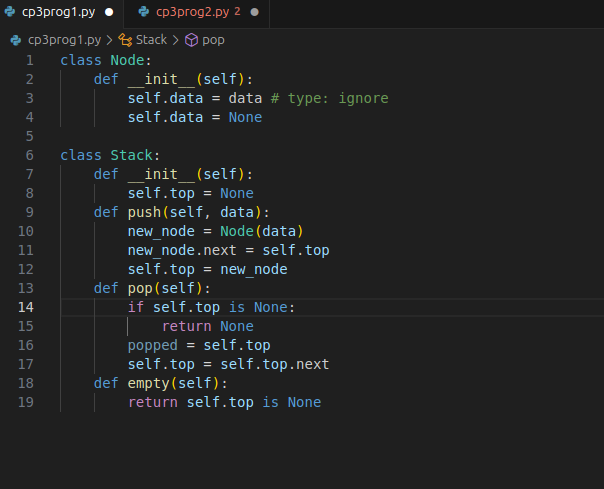 cp3prog1.py cp3prog2.py 2
cp3prog1.py > Stack > pop
1 class Node:
2     def __init__(self):
3         self.data = data # type: ignore
4         self.data = None
5
6 class Stack:
7     def __init__(self):
8         self.top = None
9     def push(self, data):
10         new_node = Node(data)
11         new_node.next = self.top
12         self.top = new_node
13     def pop(self):
14         if self.top is None:
15             return None
16         popped = self.top
17         self.top = self.top.next
18     def empty(self):
19         return self.top is None